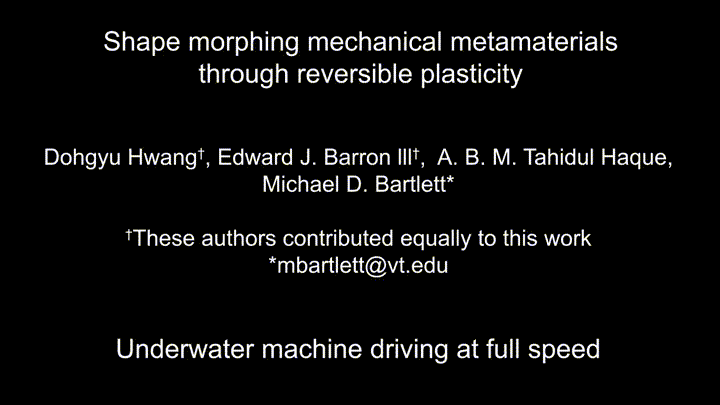 Shape morphing mechanical metamaterials
through reversible plasticity
Dohgyu Hwang†, Edward J. Barron III†, A. B. M. Tahidul Haque,
Michael D. Bartlett*
†These authors contributed equally to this work
*mbartlett@vt.edu
Underwater machine driving at full speed